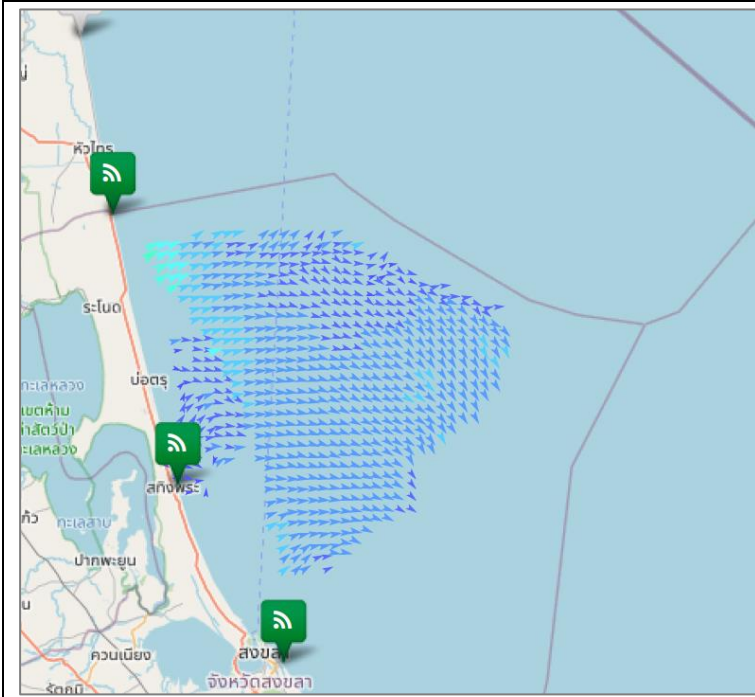 หัวไทร
ระโนด
บ่อตรุ
ทะเลหลวง
เขตห้าม
่าสัตว์ป่า
ะเลหลวง
สทิงพระ
ทะเลสาบ
ปากพะยูน
ควนเนียง
สงขล
จังหวัดสงขลา
รัตภูมิ